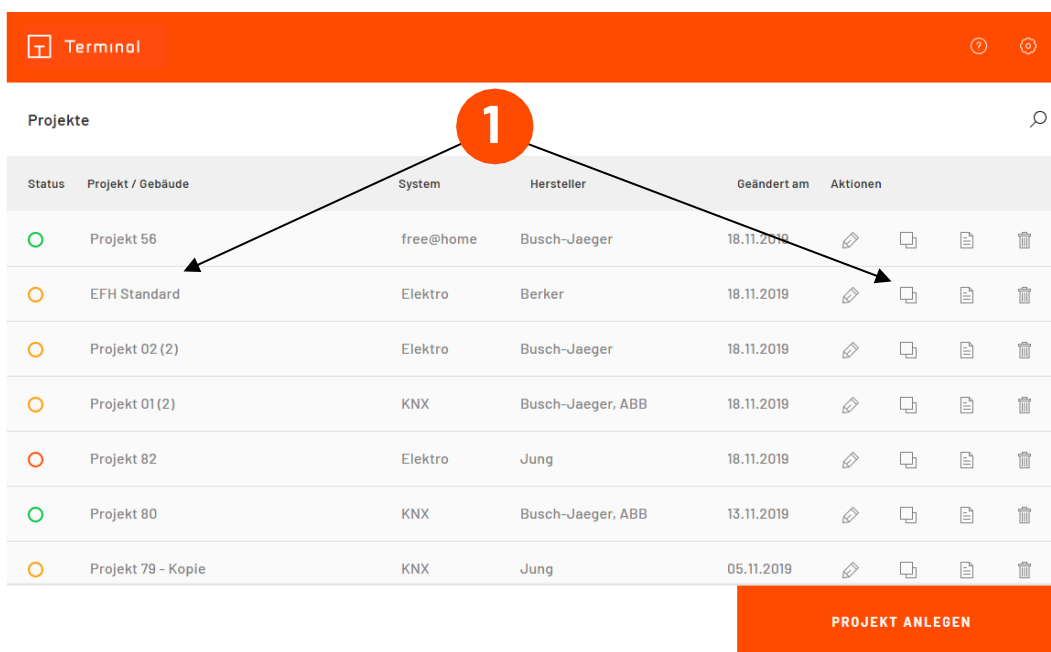 Terminal
Projekte
1
Status Projekt / Gebäude System Hersteller Geändert am Aktionen
Projekt 56 free@home Busch-Jaeger 18.11.2019
EFH Standard Elektro Berker 18.11.2019
Projekt 02 (2) Elektro Busch-Jaeger 18.11.2019
Projekt 01 (2) KNX Busch-Jaeger, ABB 18.11.2019
Projekt 82 Elektro Jung 18.11.2019
Projekt 80 KNX Busch-Jaeger, ABB 13.11.2019
Projekt 79 - Kopie KNX Jung 05.11.2019
PROJEKT ANLEGEN